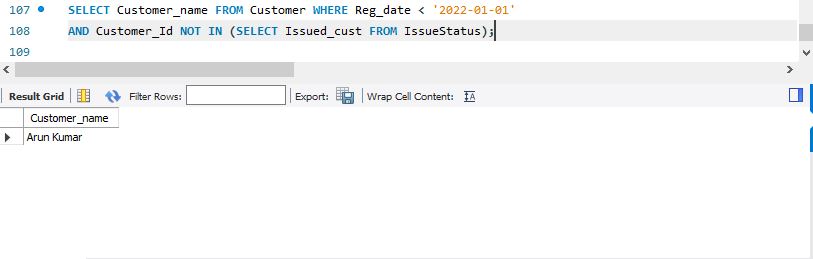 107 SELECT Customer_name FROM Customer WHERE Reg_date < '2022-01-01'
108 AND Customer_Id NOT IN (SELECT Issued_cust FROM IssueStatus);
109
Result Grid Filter Rows: Export: Wrap Cell Content: IA
Customer_name
Arun Kumar